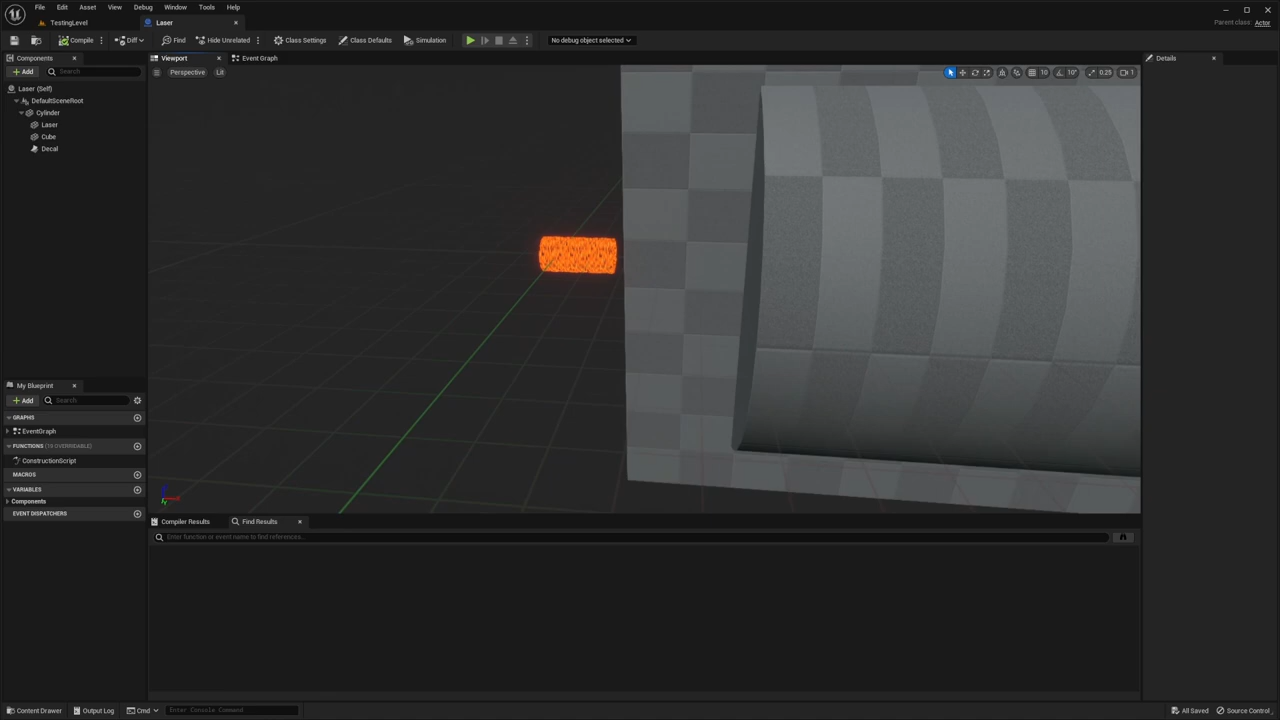 File Edit Asset View Debug Window Tools Help
Parent class: Actor
TestingLevel
Laser
Compile Diff Find Hide Unrelated Class Settings Class Defaults Simulation No debug object selected
Components
Viewport
Event Graph
Details
Add Search
Perspective Lit
10 10° 0.25 1
Laser (Self)
DefaultSceneRoot
Cylinder
Laser
Cube
Decal
My Blueprint
Add Search
GRAPHS
EventGraph
FUNCTIONS (19 OVERRIDABLE)
ConstructionScript
MACROS
VARIABLES
Components
EVENT DISPATCHERS
Compiler Results
Find Results
Enter function or event name to find references...
Content Drawer Output Log Cmd Enter Console Command
All Saved Source Control